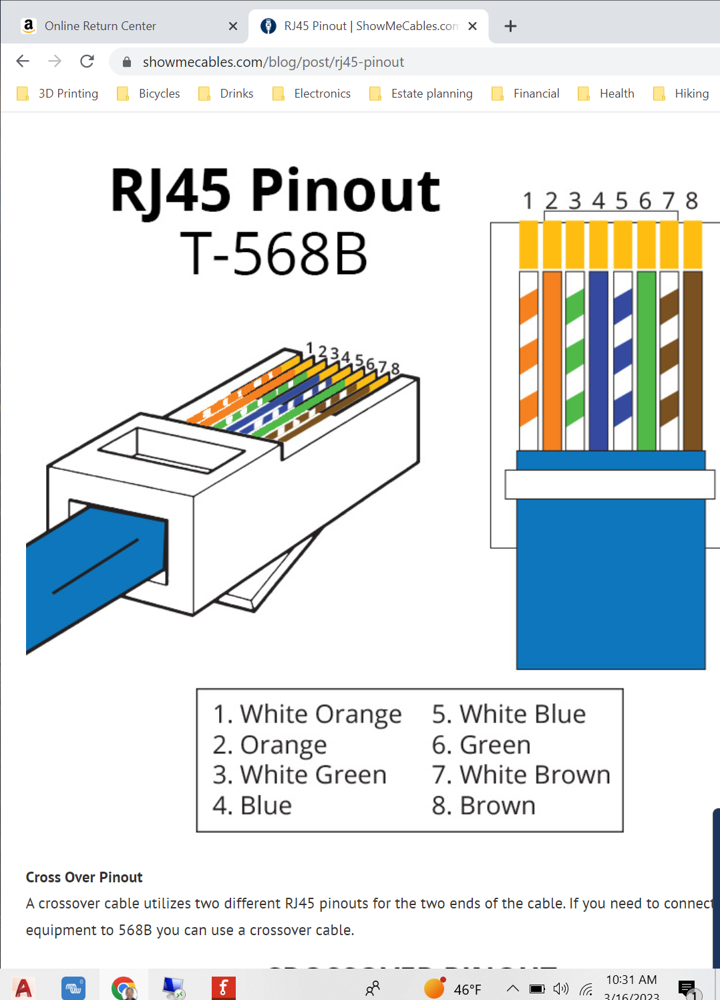 Online Return Center
RJ45 Pinout | ShowMeCables.com
showmecables.com/blog/post/rj45-pinout
3D Printing Bicycles Drinks Electronics Estate planning Financial Health Hiking
RJ45 Pinout
T-568B
1 2 3 4 5 6 7 8
1 2 3 4 5 6 7 8
1. White Orange
2. Orange
3. White Green
4. Blue
5. White Blue
6. Green
7. White Brown
8. Brown
Cross Over Pinout
A crossover cable utilizes two different RJ45 pinouts for the two ends of the cable. If you need to connect
equipment to 568B you can use a crossover cable.
CROSSOVER PINOUT
46°F
10:31 AM
3/16/2023
1